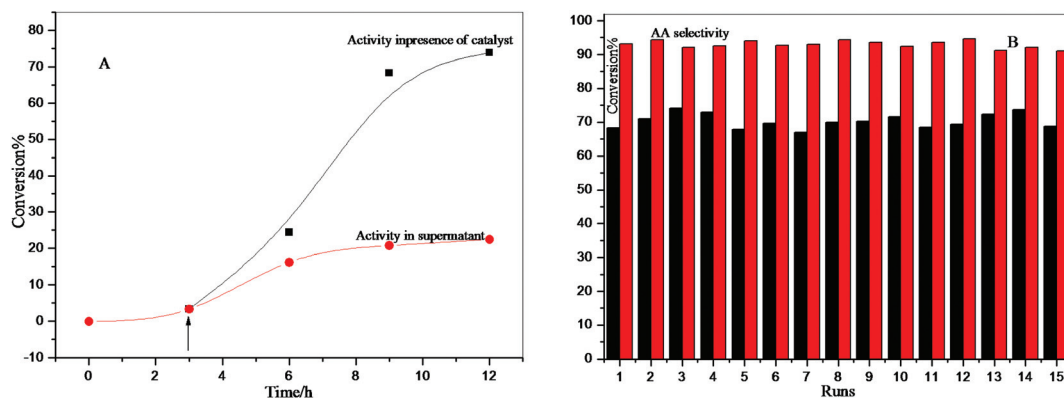 80
70
60
50
40
30
20
10
0
-10
Conversion%
A
Activity inpresence of catalyst
Activity in supermatant
0 2 4 6 8 10 12
Time/h
100
90
80
70
60
50
40
30
20
10
0
Conversion%
AA selectivity
B
1 2 3 4 5 6 7 8 9 10 11 12 13 14 15
Runs